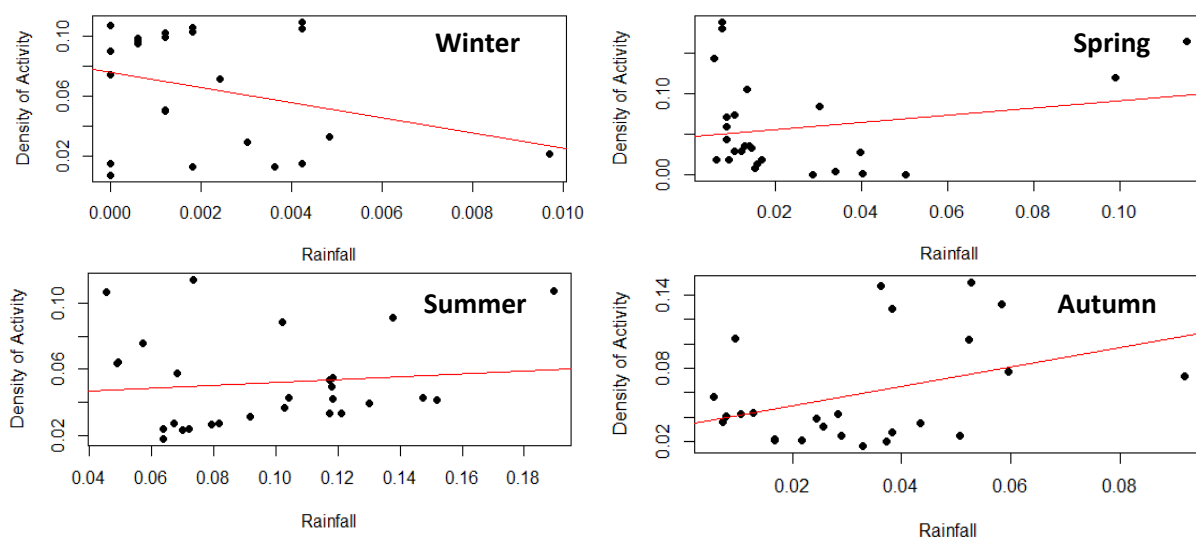 Winter
Density of Activity
0.02 0.06 0.10
0.000 0.002 0.004 0.006 0.008 0.010
Rainfall
Spring
Density of Activity
0.00 0.10
0.02 0.04 0.06 0.08 0.10
Rainfall
Summer
Density of Activity
0.02 0.06 0.10
0.04 0.06 0.08 0.10 0.12 0.14 0.16 0.18
Rainfall
Autumn
Density of Activity
0.02 0.08 0.14
0.02 0.04 0.06 0.08
Rainfall